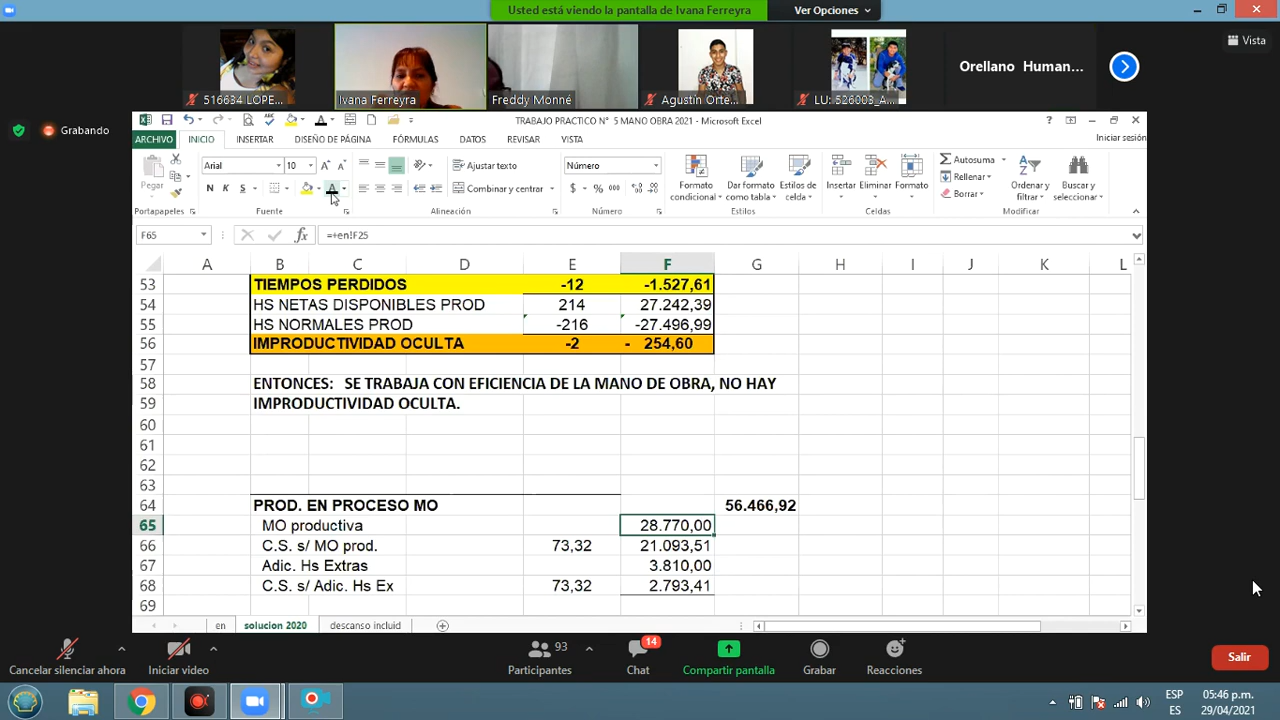 Usted está viendo la pantalla de Ivana Ferreyra
Ver Opciones
Vista
516634 LOPE...
Ivana Ferreyra
Freddy Monné
Agustín Orte...
LU: 526003_A...
Orellano Human...
Grabando
TRABAJO PRACTICO N° 5 MANO OBRA 2021 - Microsoft Excel
ARCHIVO INICIO INSERTAR DISEÑO DE PÁGINA FÓRMULAS DATOS REVISAR VISTA Iniciar sesión
Pegar
Arial 10
N K S
Ajustar texto
Combinar y centrar
Número
$ % 000
Formato condicional
Dar formato como tabla
Estilos de celda
Insertar Eliminar Formato
Autosuma
Rellenar
Borrar
Ordenar y filtrar
Buscar y seleccionar
Portapapeles Fuente Alineación Número Estilos Celdas Modificar
F65 fx =+en!F25
A B C D E F G H I J K L
53 TIEMPOS PERDIDOS -12 -1.527,61
54 HS NETAS DISPONIBLES PROD 214 27.242,39
55 HS NORMALES PROD -216 -27.496,99
56 IMPRODUCTIVIDAD OCULTA -2 - 254,60
57
58 ENTONCES: SE TRABAJA CON EFICIENCIA DE LA MANO DE OBRA, NO HAY
59 IMPRODUCTIVIDAD OCULTA.
60
61
62
63
64 PROD. EN PROCESO MO 56.466,92
65 MO productiva 28.770,00
66 C.S. s/ MO prod. 73,32 21.093,51
67 Adic. Hs Extras 3.810,00
68 C.S. s/ Adic. Hs Ex 73,32 2.793,41
69
en solucion 2020 descanso incluid
Cancelar silenciar ahora
Iniciar video
93
Participantes
14
Chat
Compartir pantalla
Grabar
Reacciones
Salir
ESP
ES
05:46 p.m.
29/04/2021